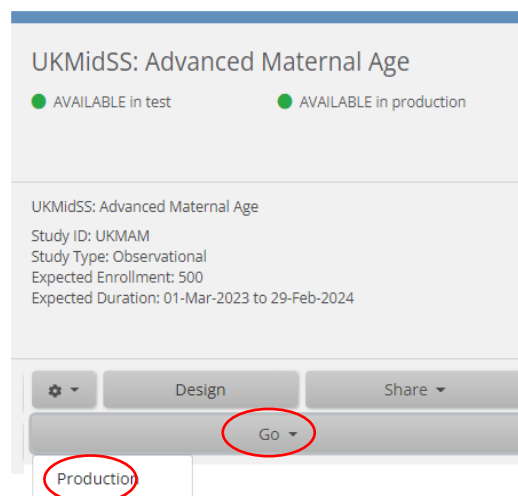 UKMidSS: Advanced Maternal Age
AVAILABLE in test AVAILABLE in production
UKMidSS: Advanced Maternal Age
Study ID: UKMAM
Study Type: Observational
Expected Enrollment: 500
Expected Duration: 01-Mar-2023 to 29-Feb-2024
Design Share
Go
Production